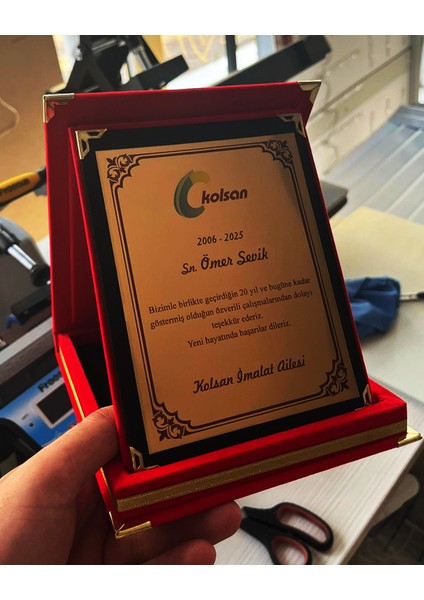 kolsan
2006 - 2025
Sn. Ömer Sevik
Bizimle birlikte geçirdiğin 20 yıl ve bugüne kadar
göstermiş olduğun özverili çalışmalarından dolayı
teşekkür ederiz.
Yeni hayatında başarılar dileriz.
Kolsan İmalat Ailesi